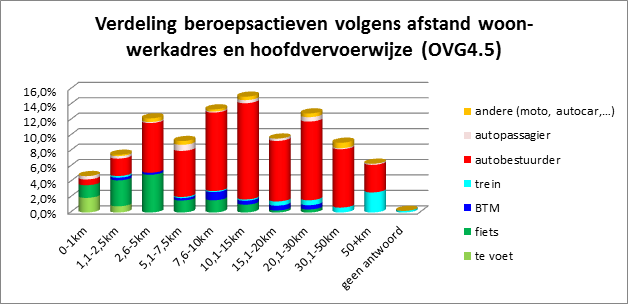 Verdeling beroepsactieven volgens afstand woon-
werkadres en hoofdvervoerwijze (OVG4.5)
16,0%
14,0%
12,0%
10,0%
8,0%
6,0%
4,0%
2,0%
0,0%
0-1km
1,1-2,5km
2,6-5km
5,1-7,5km
7,6-10km
10,1-15km
15,1-20km
20,1-30km
30,1-50km
50+km
geen antwoord
andere (moto, autocar,...)
autopassagier
autobestuurder
trein
BTM
fiets
te voet